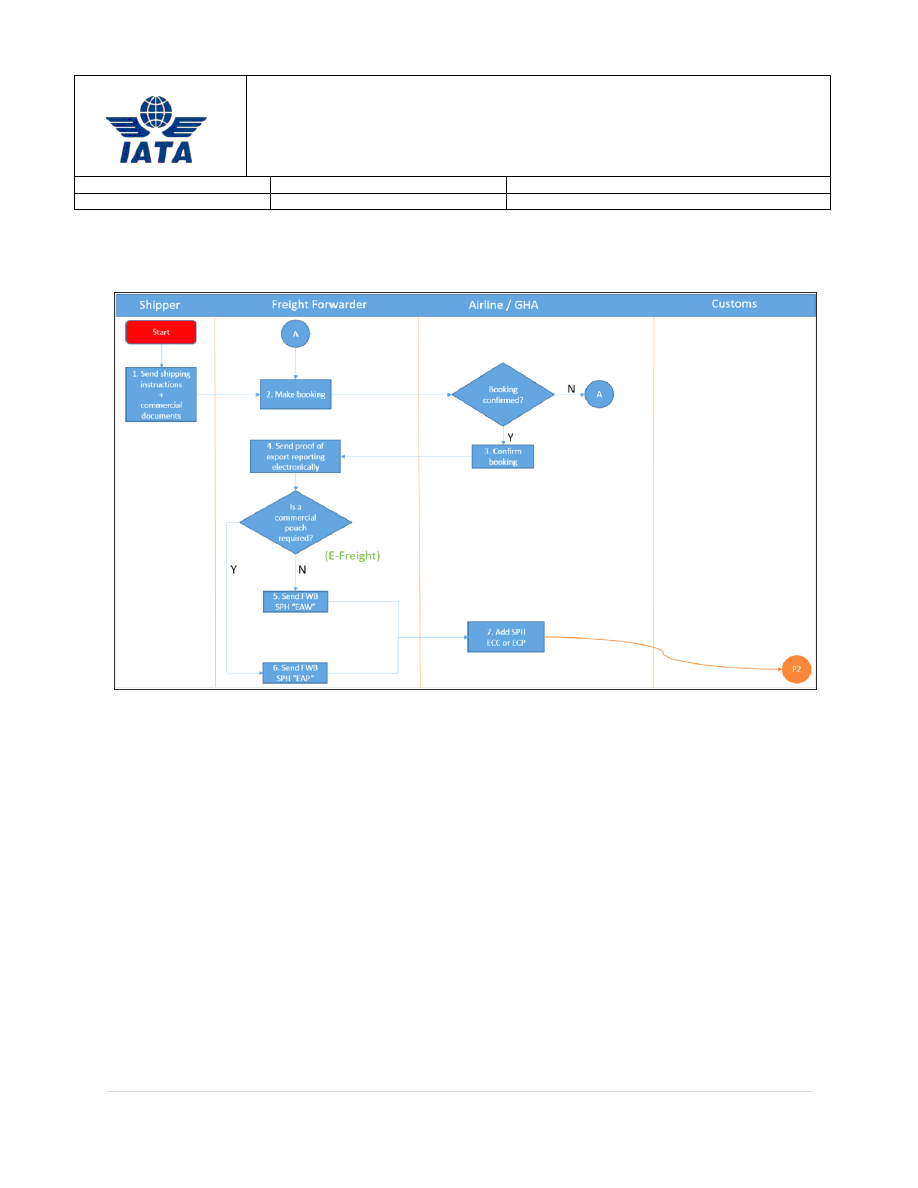 IATA
Shipper
Freight Forwarder
Airline / GHA
Customs
Start
A
1. Send shipping
instructions
+
commercial
documents
2. Make booking
Booking
confirmed?
N
A
Y
3. Confirm
booking
4. Send proof of
export reporting
electronically
Is a
commercial
pouch
required?
(E-Freight)
Y
N
5. Send FWB
SPH "EAW"
6. Send FWB
SPH "EAP"
7. Add SPH
ECC or ECP
P2